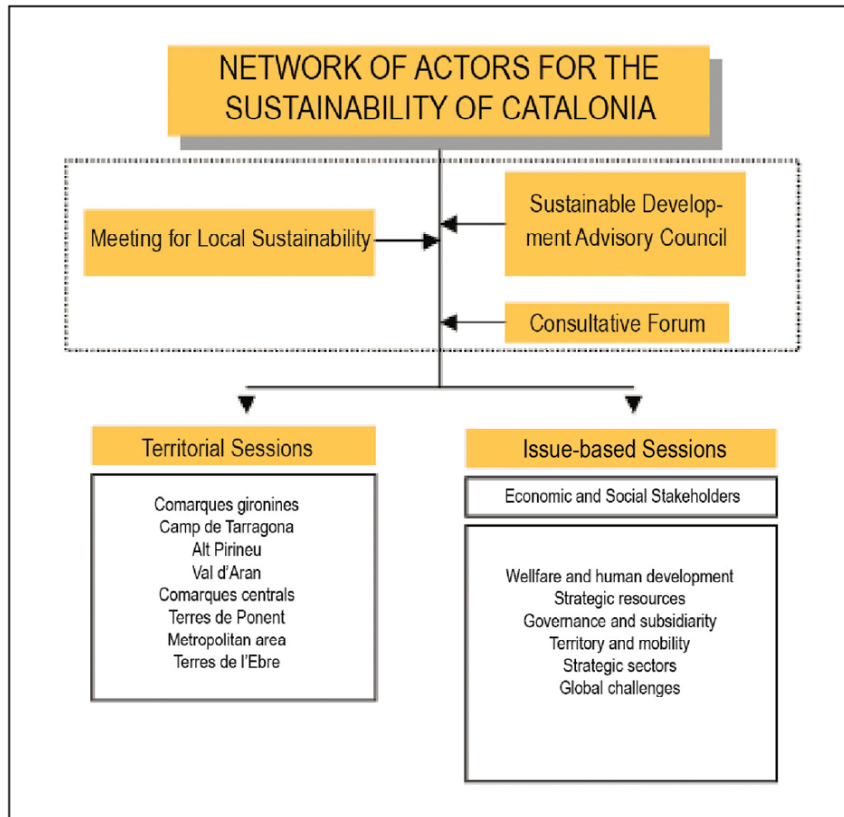 NETWORK OF ACTORS FOR THE
SUSTAINABILITY OF CATALONIA
Meeting for Local Sustainability
Sustainable Develop-
ment Advisory Council
Consultative Forum
Territorial Sessions
Comarques gironines
Camp de Tarragona
Alt Pirineu
Val d'Aran
Comarques centrals
Terres de Ponent
Metropolitan area
Terres de l'Ebre
Issue-based Sessions
Economic and Social Stakeholders
Wellfare and human development
Strategic resources
Governance and subsidiarity
Territory and mobility
Strategic sectors
Global challenges